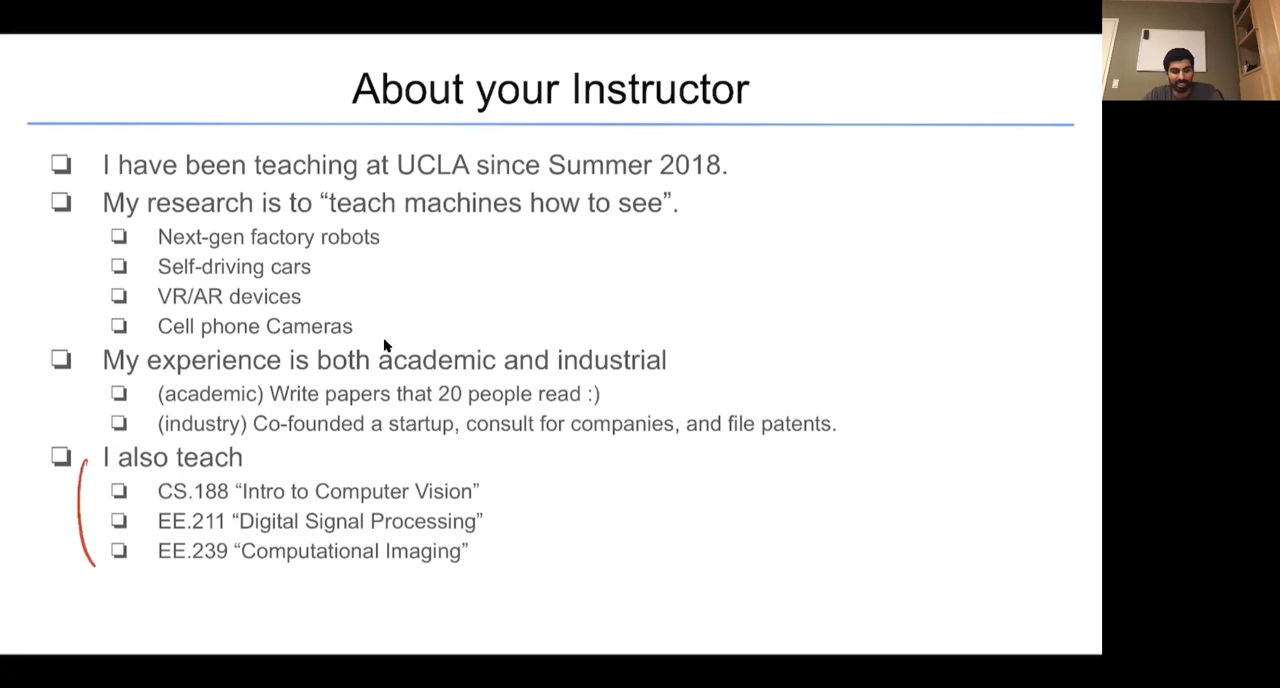 About your Instructor
I have been teaching at UCLA since Summer 2018.
My research is to “teach machines how to see”.
Next-gen factory robots
Self-driving cars
VR/AR devices
Cell phone Cameras
My experience is both academic and industrial
(academic) Write papers that 20 people read :)
(industry) Co-founded a startup, consult for companies, and file patents.
I also teach
CS.188 “Intro to Computer Vision”
EE.211 “Digital Signal Processing”
EE.239 “Computational Imaging”